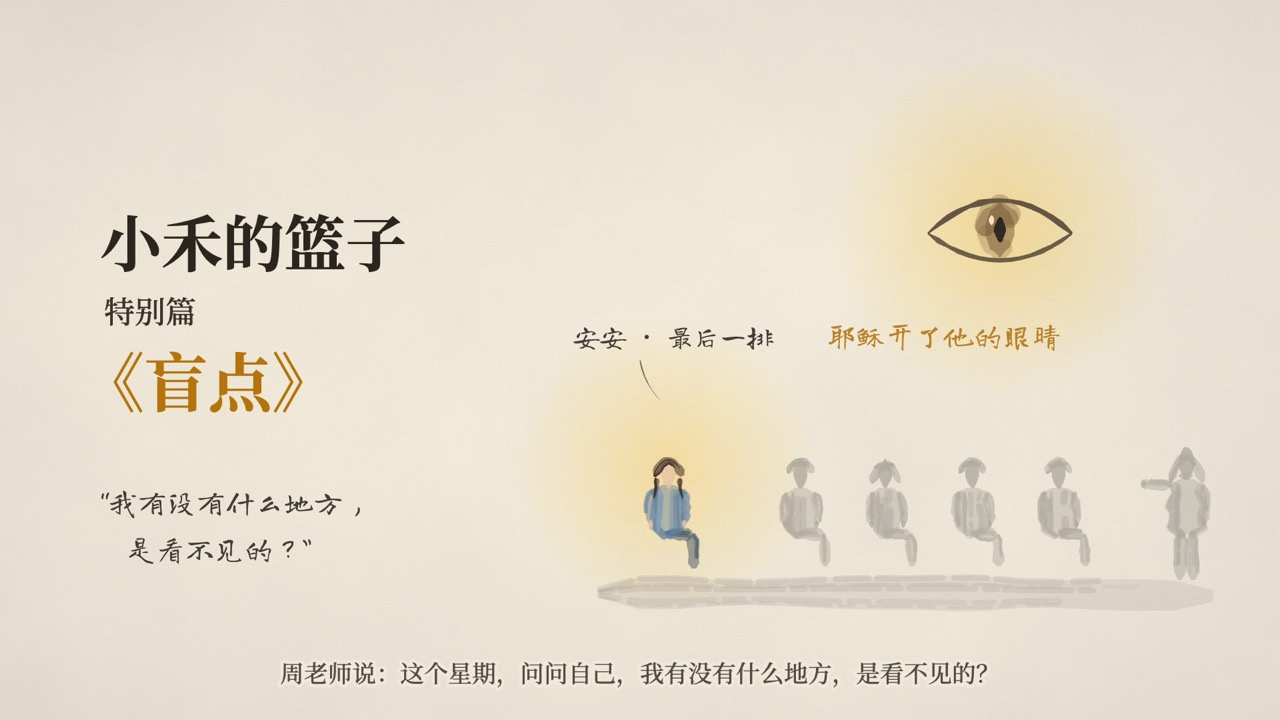 小禾的篮子
特别篇
《盲点》
“我有没有什么地方，
是看不见的？”
安安 · 最后一排
耶稣开了他的眼睛
周老师说：这个星期，问问自己，我有没有什么地方，是看不见的？